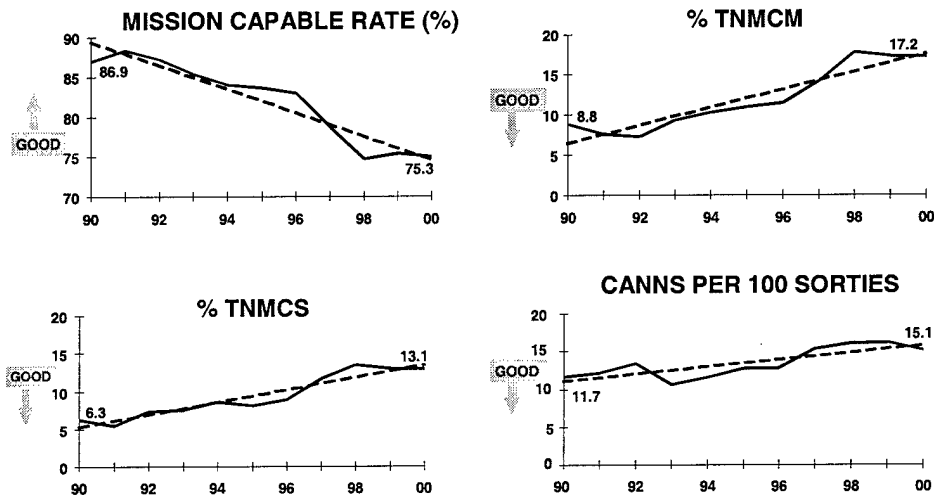 MISSION CAPABLE RATE (%)
90
85
80
75
70
86.9
75.3
GOOD
90 92 94 96 98 00
% TNMCM
20
15
10
5
0
8.8
17.2
GOOD
90 92 94 96 98 00
% TNMCS
20
15
10
5
0
6.3
13.1
GOOD
90 92 94 96 98 00
CANNS PER 100 SORTIES
20
15
10
5
0
11.7
15.1
GOOD
90 92 94 96 98 00